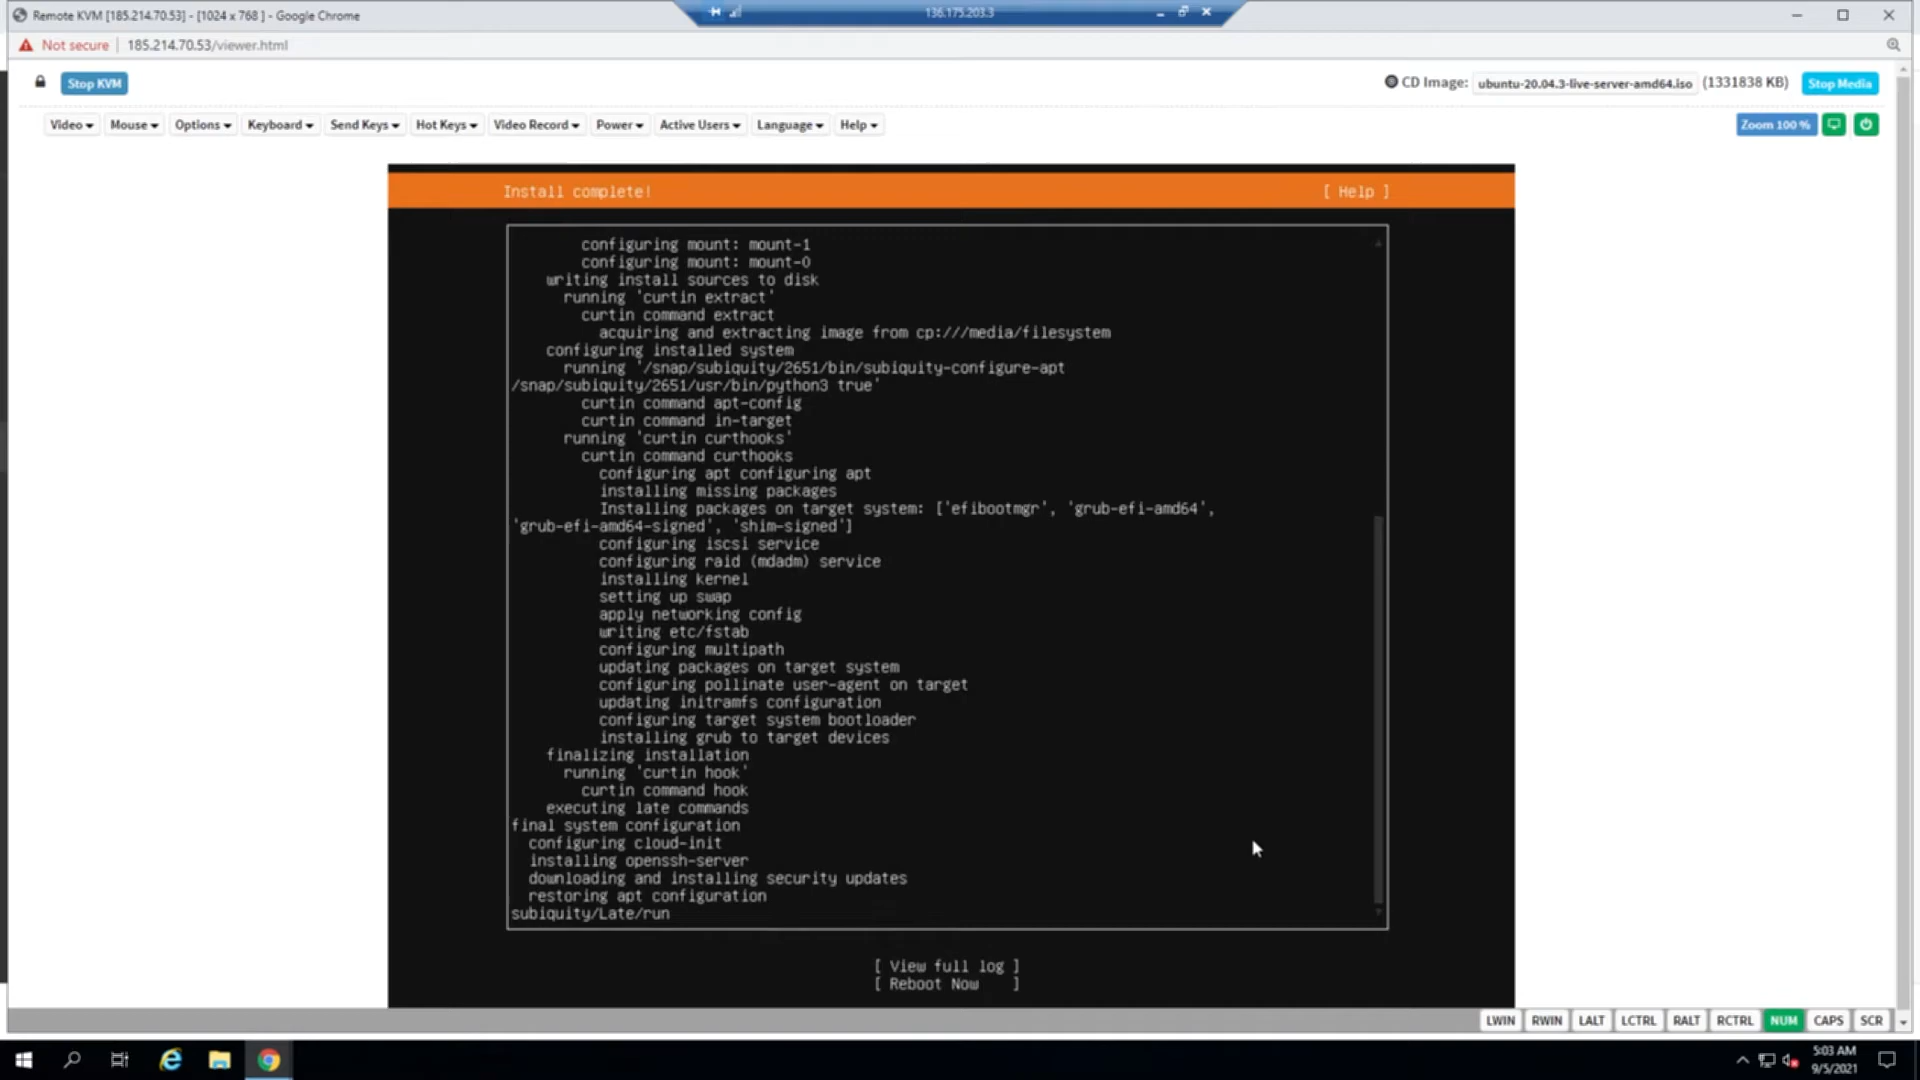 Remote KVM [185.214.70.53] - [1024 x 768 ] - Google Chrome
136.175.203.3
Not secure
185.214.70.53/viewer.html
Stop KVM
CD Image: ubuntu-20.04.3-live-server-amd64.iso (1331838 KB) Stop Media
Video Mouse Options Keyboard Send Keys Hot Keys Video Record Power Active Users Language Help
Zoom 100 %
Install complete! [ Help ]
configuring mount: mount-1
configuring mount: mount-0
writing install sources to disk
running 'curtin extract'
curtin command extract
acquiring and extracting image from cp:///media/filesystem
configuring installed system
running '/snap/subiquity/2651/bin/subiquity-configure-apt
/snap/subiquity/2651/usr/bin/python3 true'
curtin command apt-config
curtin command in-target
running 'curtin curthooks'
curtin command curthooks
configuring apt configuring apt
installing missing packages
Installing packages on target system: ['efibootmgr', 'grub-efi-amd64',
'grub-efi-amd64-signed', 'shim-signed']
configuring iscsi service
configuring raid (mdadm) service
installing kernel
setting up swap
apply networking config
writing etc/fstab
configuring multipath
updating packages on target system
configuring pollinate user-agent on target
updating initramfs configuration
configuring target system bootloader
installing grub to target devices
finalizing installation
running 'curtin hook'
curtin command hook
executing late commands
final system configuration
configuring cloud-init
installing openssh-server
downloading and installing security updates
restoring apt configuration
subiquity/Late/run
[ View full log ]
[ Reboot Now ]
LWIN RWIN LALT LCTRL RALT RCTRL NUM CAPS SCR
5:03 AM
9/5/2021